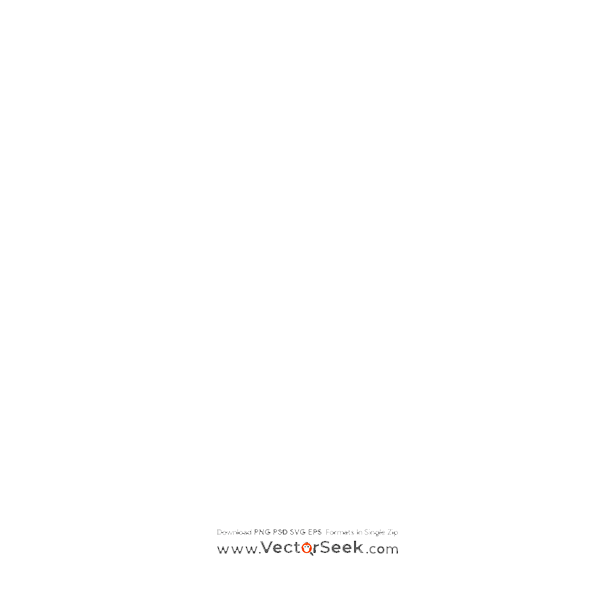 Download PNG PSD SVG EPS Formats in Single Zip
www.VectorSeek.com